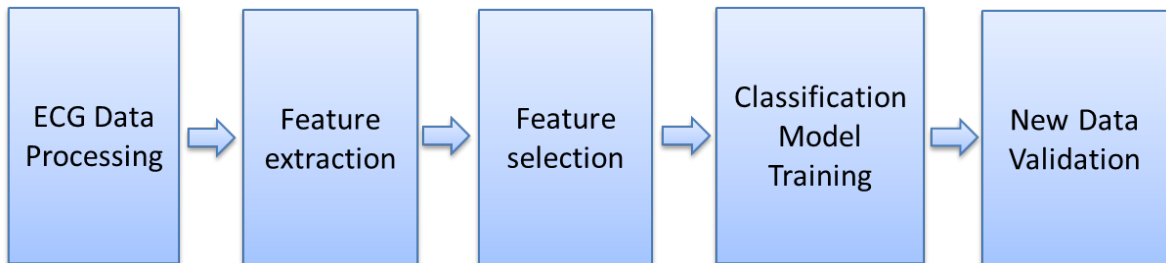 ECG Data
Processing
Feature
extraction
Feature
selection
Classification
Model
Training
New Data
Validation